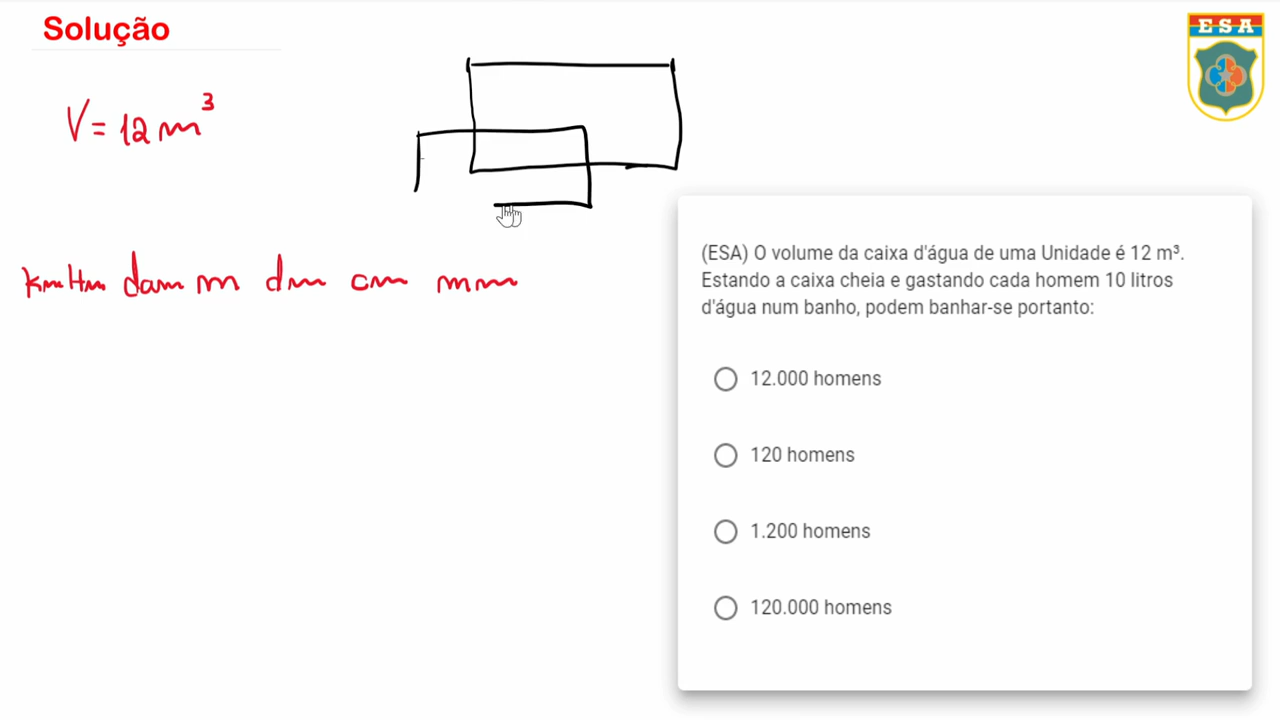 Solução
ESA
V = 12 m³
km Hm dam m dm cm mm
(ESA) O volume da caixa d'água de uma Unidade é 12 m³.
Estando a caixa cheia e gastando cada homem 10 litros
d'água num banho, podem banhar-se portanto:
12.000 homens
120 homens
1.200 homens
120.000 homens